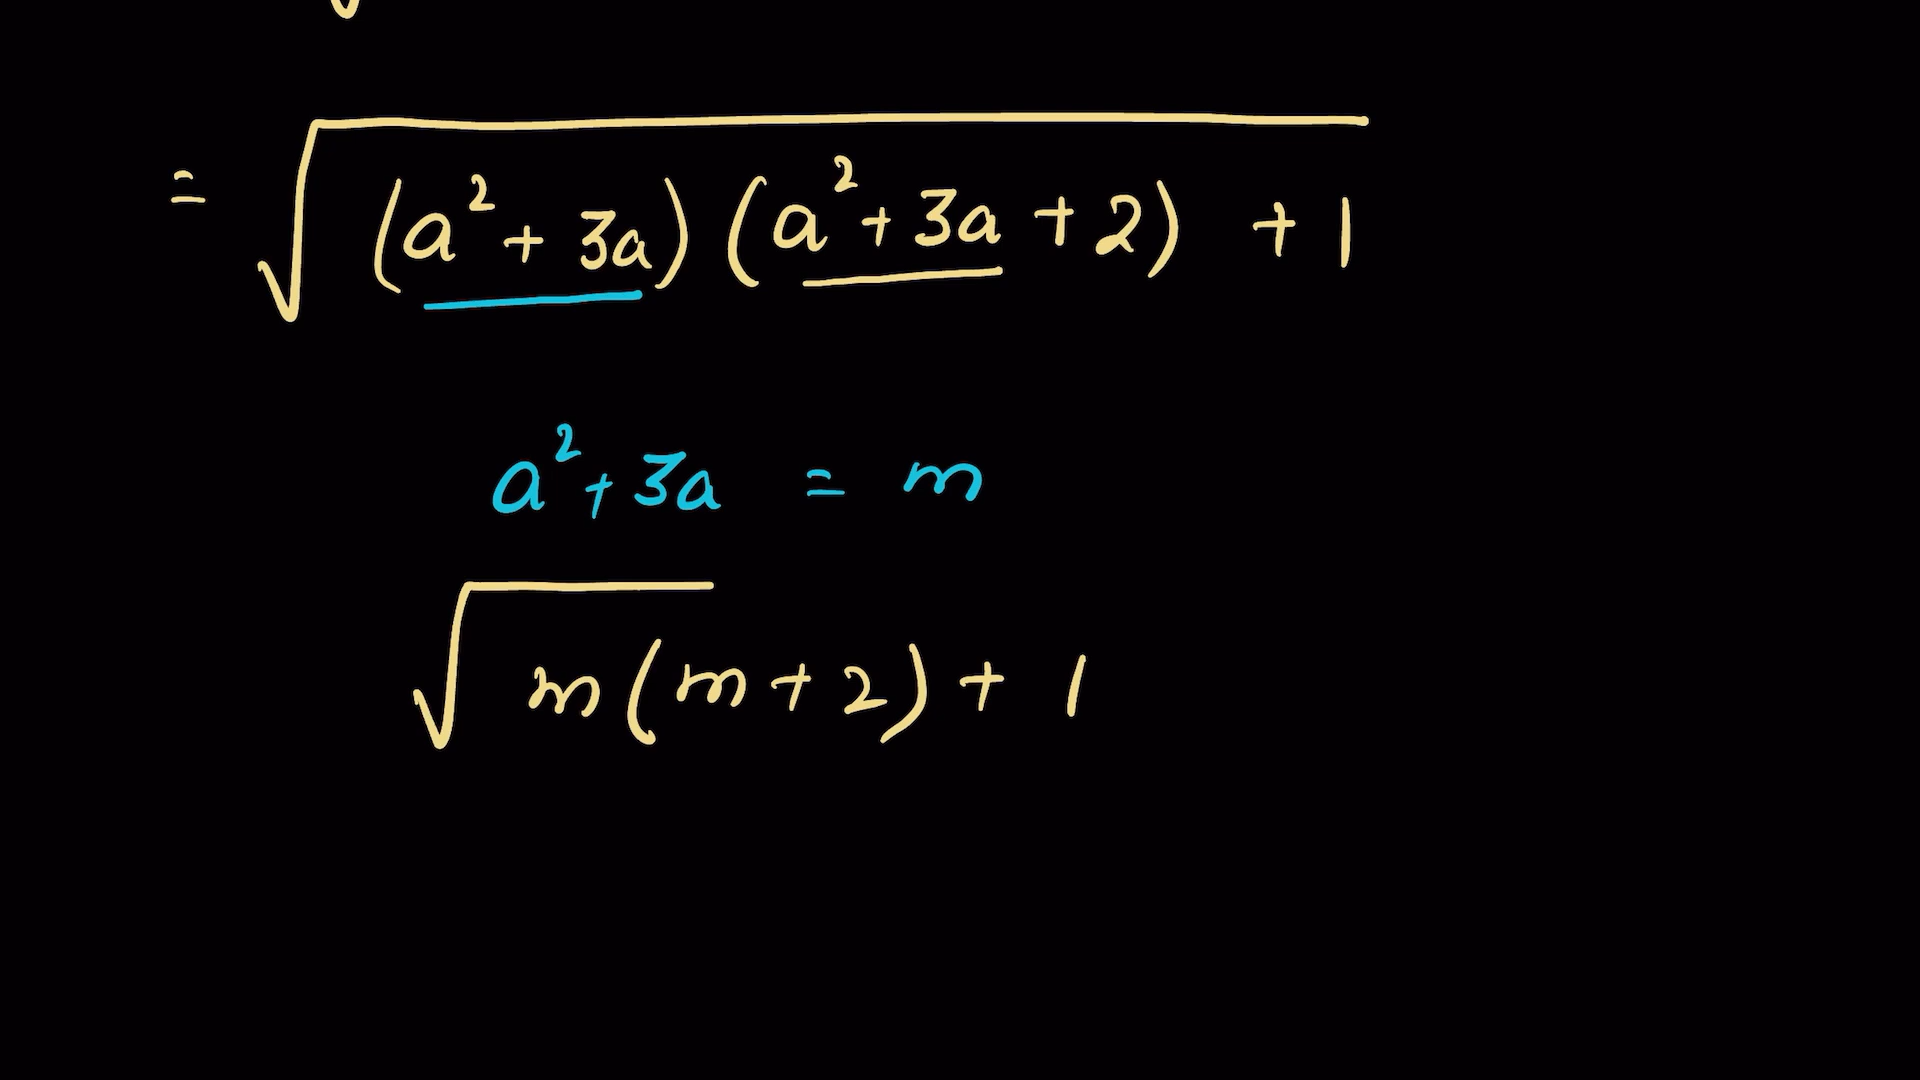 = √(a² + 3a) (a² + 3a + 2) + 1
a² + 3a = m
√m(m + 2) + 1